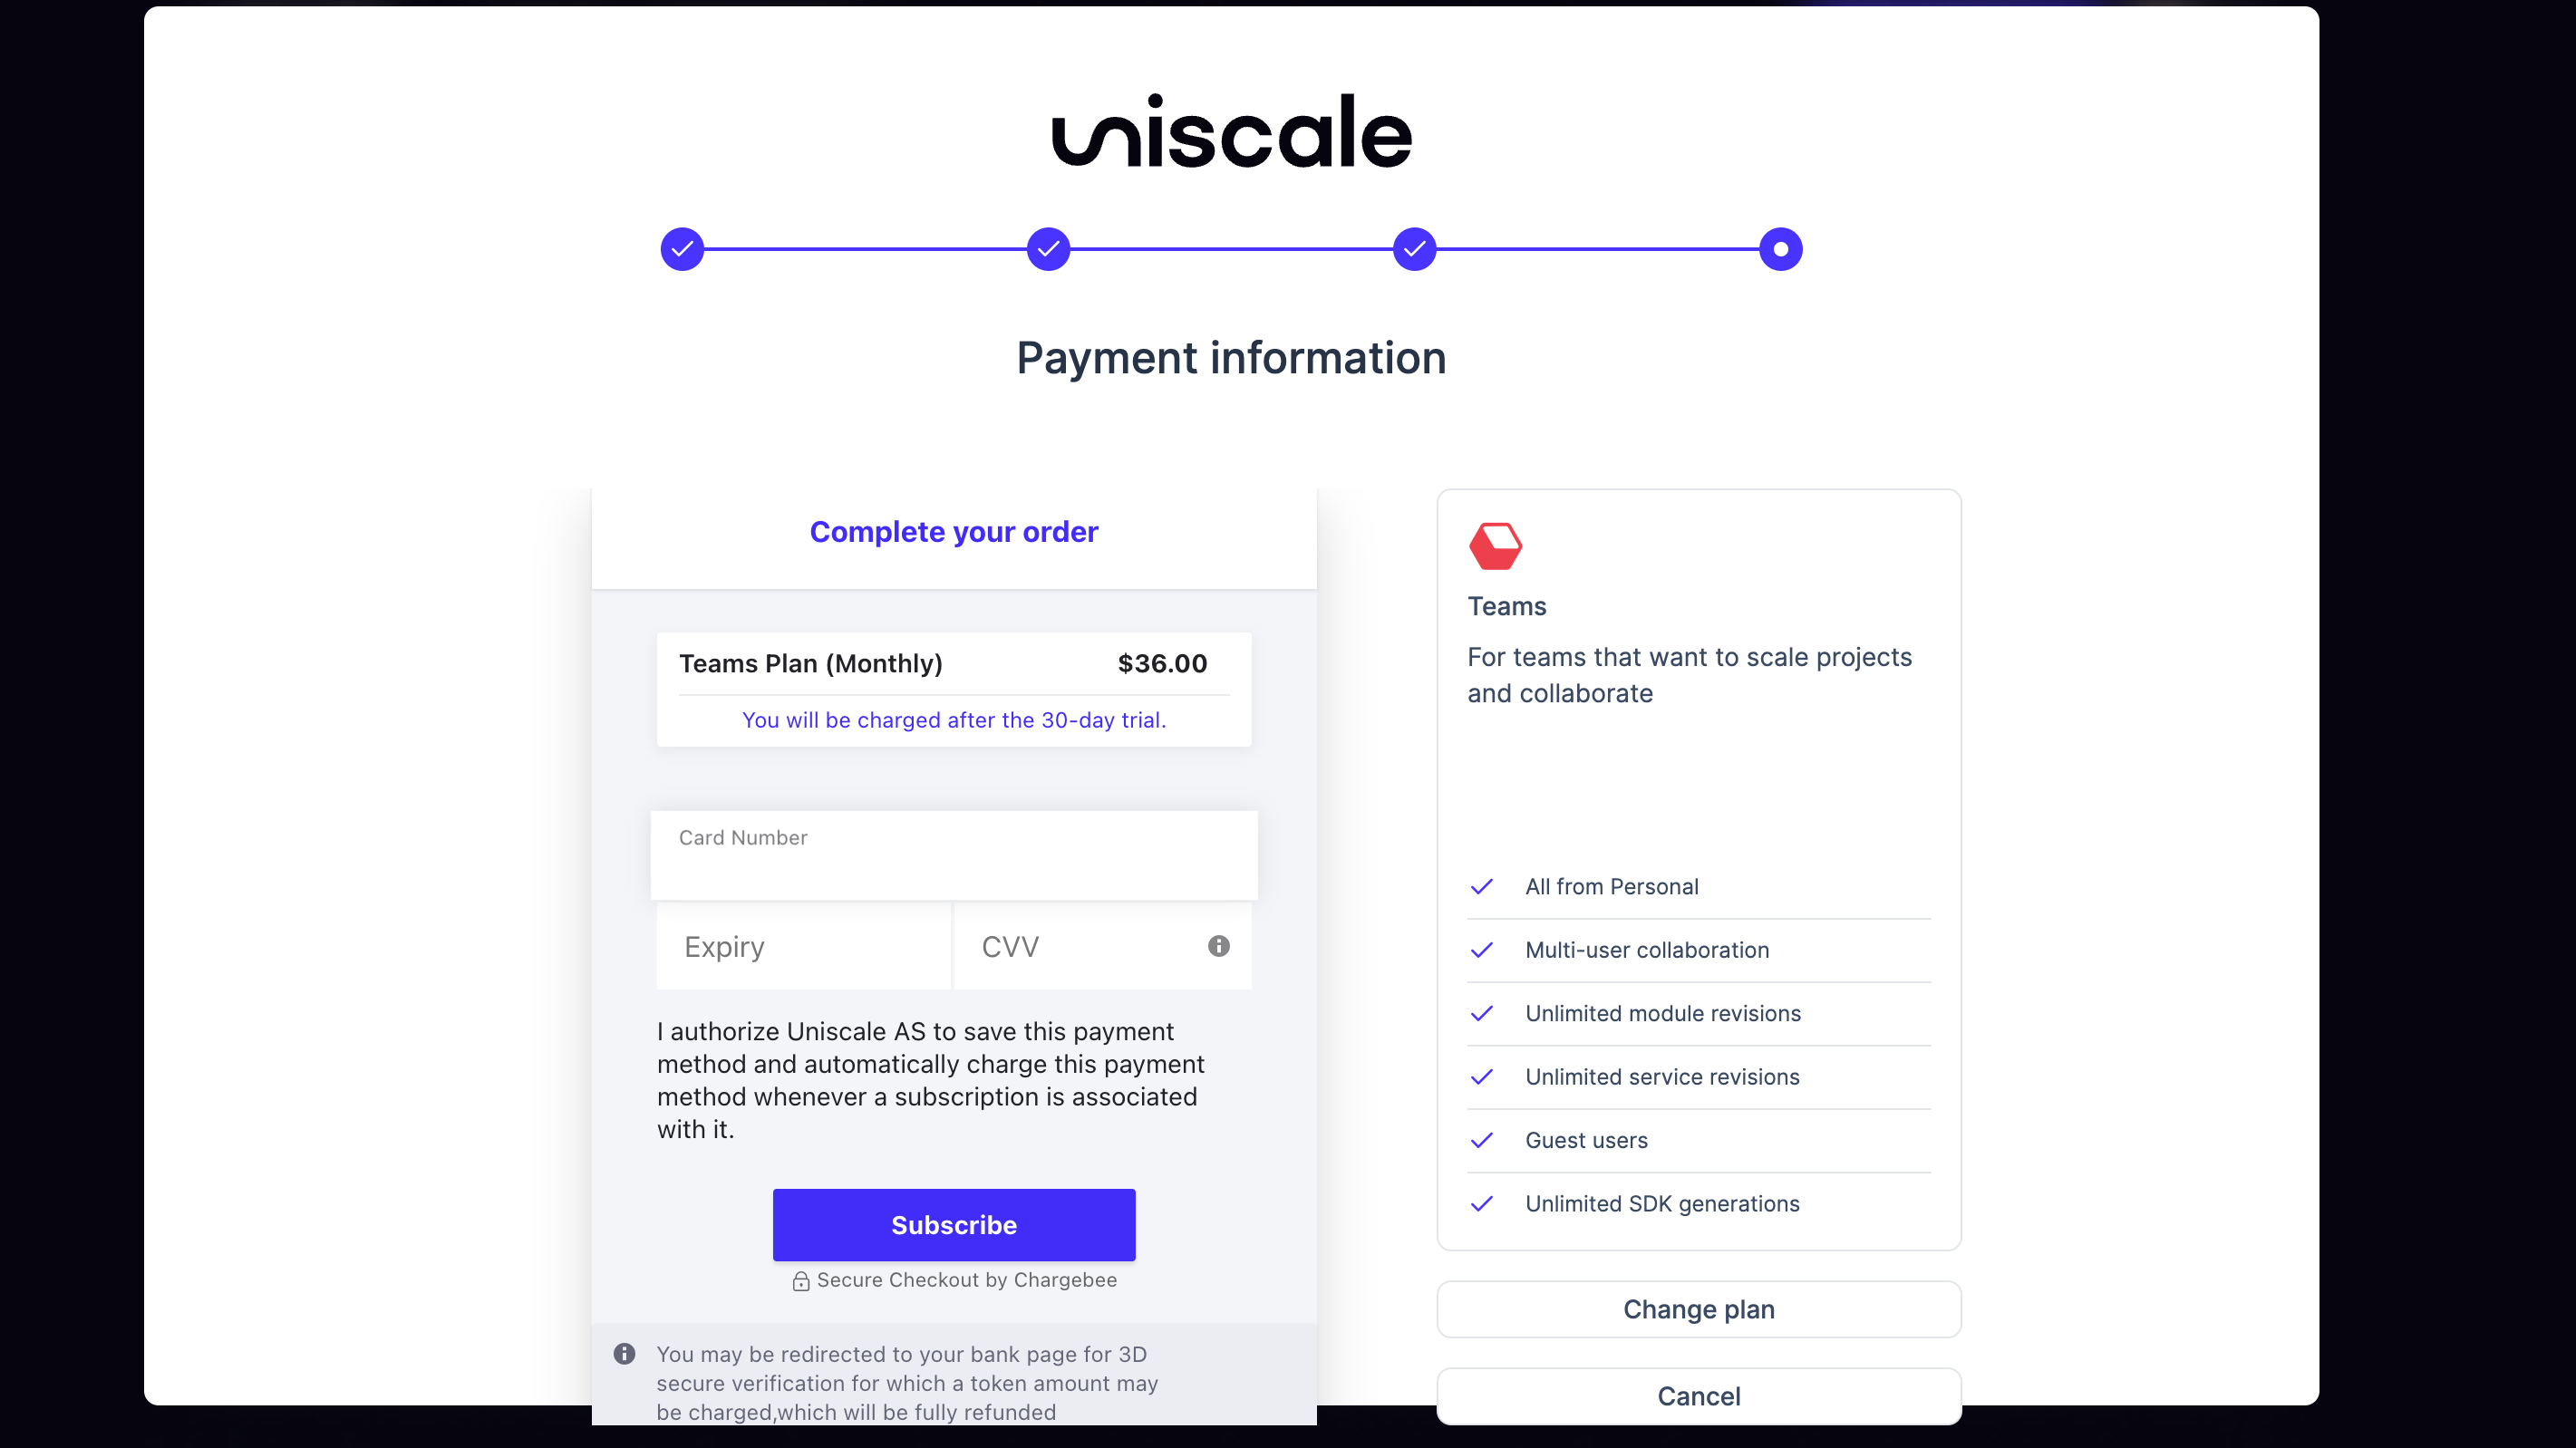 uniscale
Payment information
Complete your order
Teams Plan (Monthly) $36.00
You will be charged after the 30-day trial.
Card Number
Expiry CVV
I authorize Uniscale AS to save this payment
method and automatically charge this payment
method whenever a subscription is associated
with it.
Subscribe
Secure Checkout by Chargebee
You may be redirected to your bank page for 3D
secure verification for which a token amount may
be charged,which will be fully refunded
Teams
For teams that want to scale projects
and collaborate
All from Personal
Multi-user collaboration
Unlimited module revisions
Unlimited service revisions
Guest users
Unlimited SDK generations
Change plan
Cancel